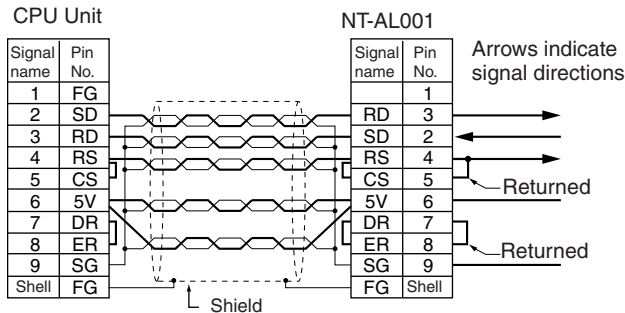 CPU Unit
Signal name Pin No.
1 FG
2 SD
3 RD
4 RS
5 CS
6 5V
7 DR
8 ER
9 SG
Shell FG
Shield
NT-AL001
Signal name Pin No.
1
RD 3
SD 2
RS 4
CS 5
5V 6
DR 7
ER 8
SG 9
FG Shell
Arrows indicate
signal directions
Returned
Returned